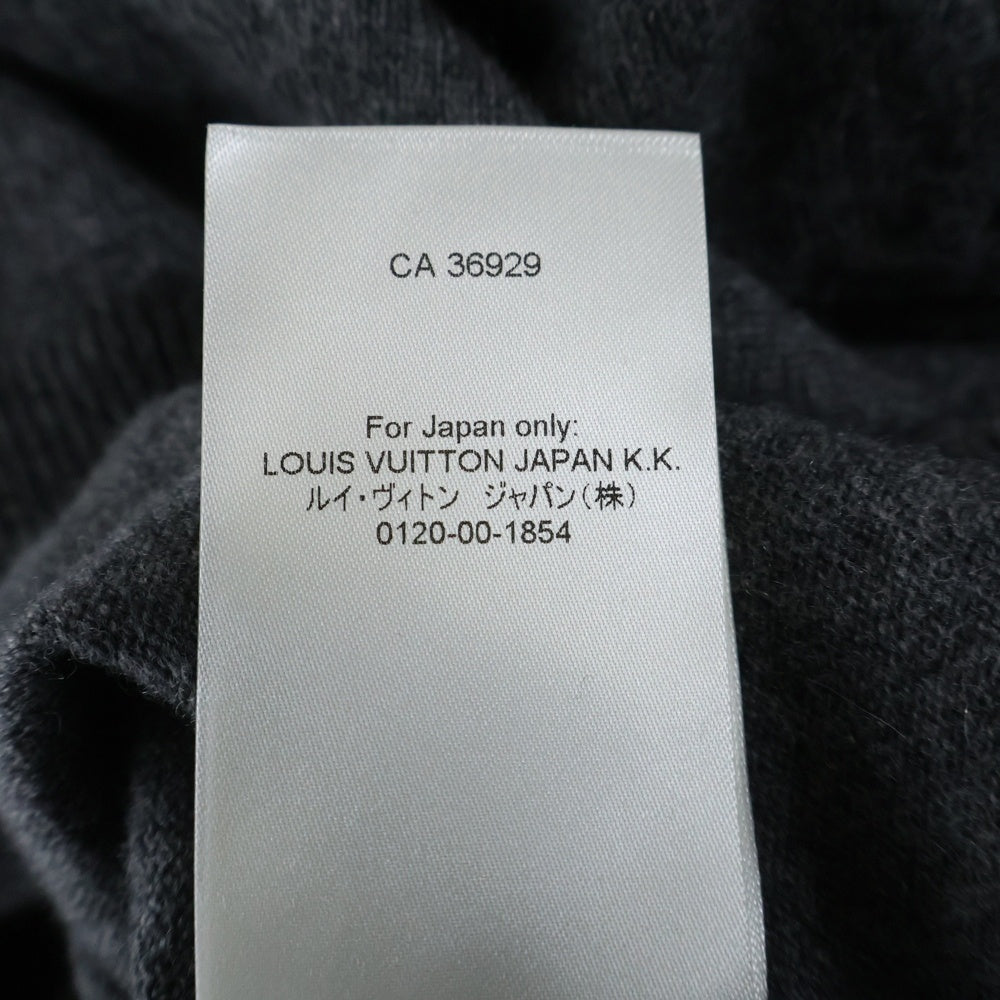 CA 36929
For Japan only:
LOUIS VUITTON JAPAN K.K.
ルイ・ヴィトン　ジャパン(株)
0120-00-1854